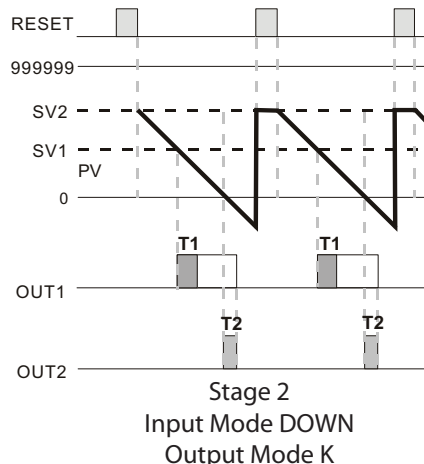 RESET
999999
SV2
SV1
PV
0
T1 T1
OUT1
T2 T2
OUT2
Stage 2
Input Mode DOWN
Output Mode K